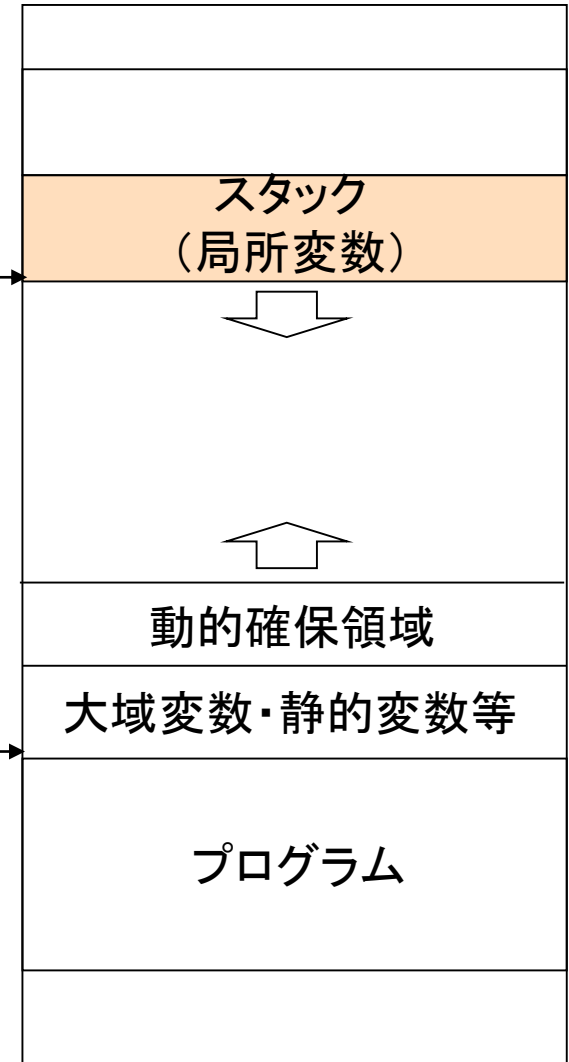 スタック
（局所変数）
動的確保領域
大域変数・静的変数等
プログラム